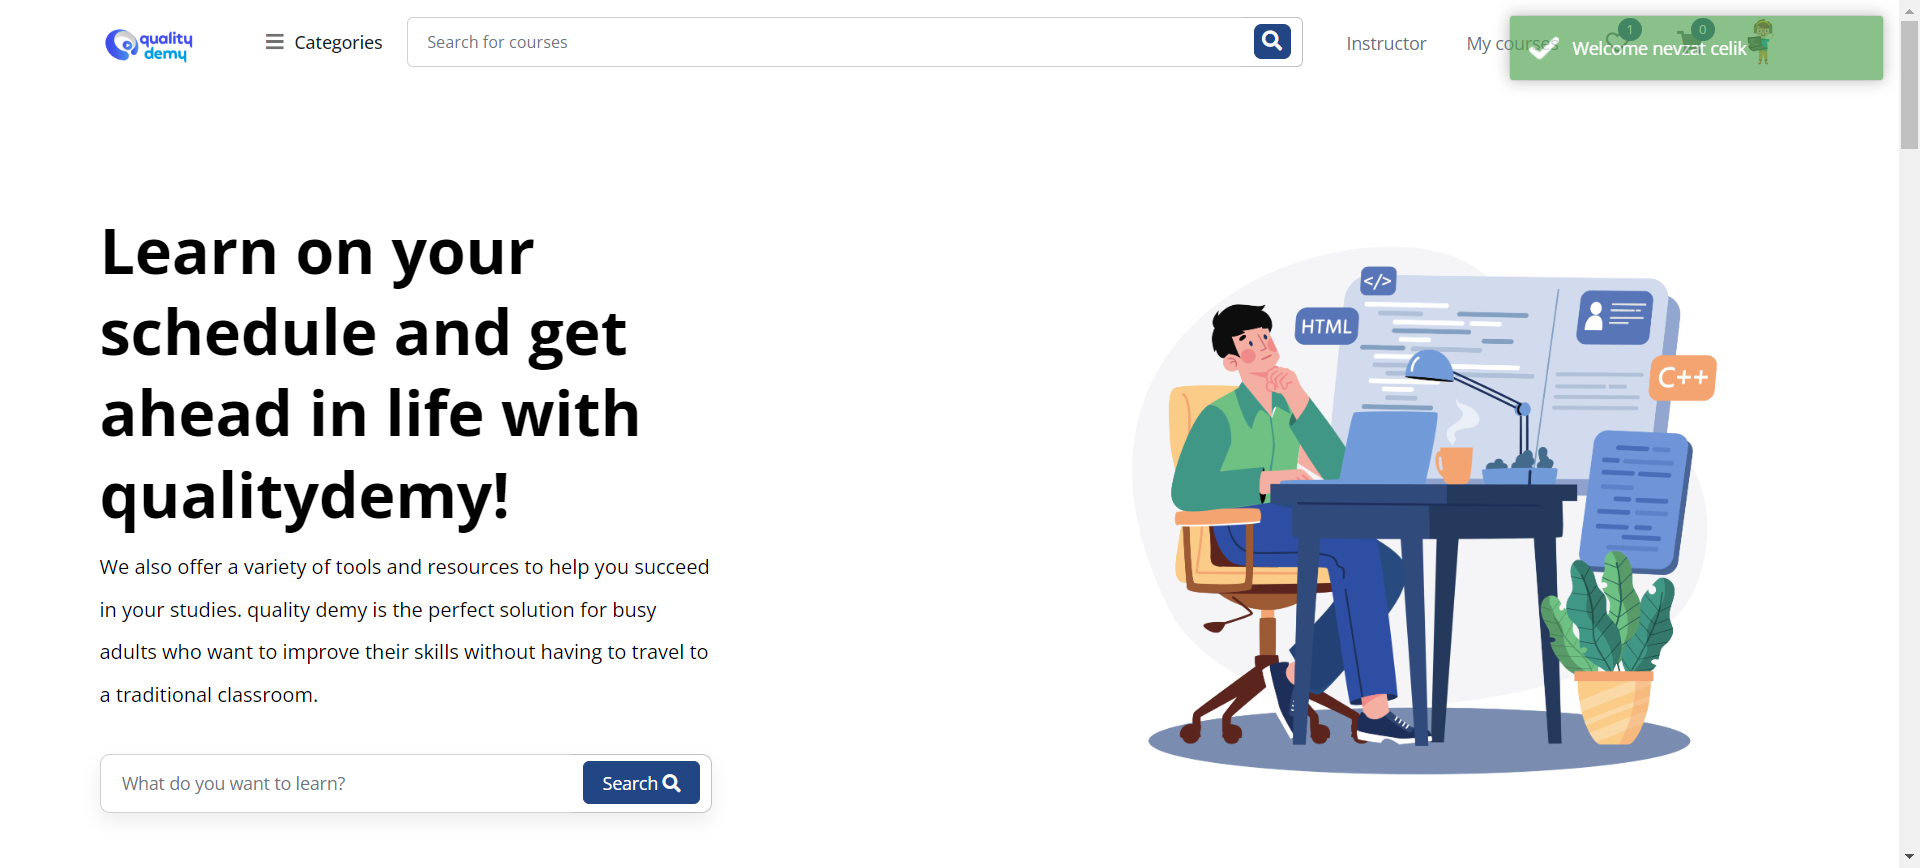 quality
demy
Categories
Search for courses
Instructor
My courses
1
0
Welcome nevzat celik
Learn on your
schedule and get
ahead in life with
qualitydemy!
We also offer a variety of tools and resources to help you succeed
in your studies. quality demy is the perfect solution for busy
adults who want to improve their skills without having to travel to
a traditional classroom.
What do you want to learn?
Search
</>
HTML
C++